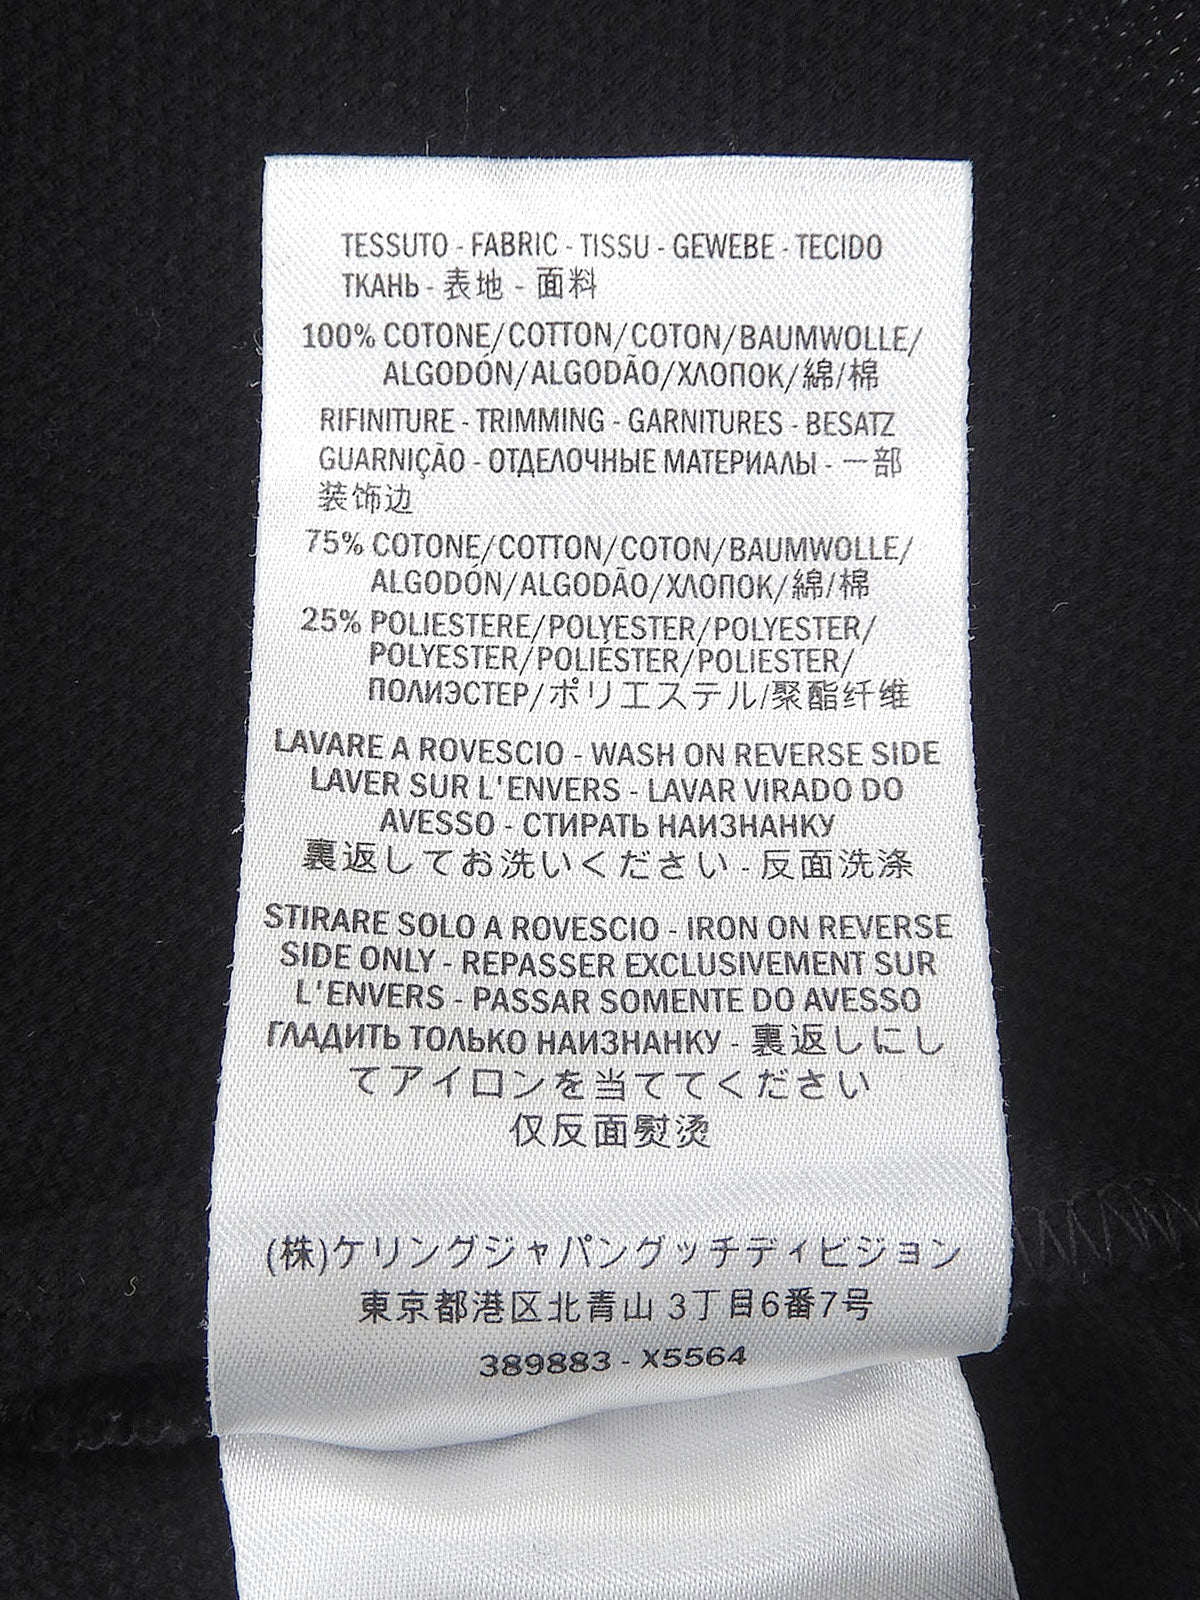 TESSUTO - FABRIC - TISSU - GEWEBE - TECIDO
ТКАНЬ - 表地 - 面料
100% COTONE/COTTON/COTON/BAUMWOLLE/
ALGODÓN/ALGODÃO/ХЛОПОК/綿/棉
RIFINITURE - TRIMMING - GARNITURES - BESATZ
GUARNIÇÃO - ОТДЕЛОЧНЫЕ МАТЕРИАЛЫ - 一部
装饰边
75% COTONE/COTTON/COTON/BAUMWOLLE/
ALGODÓN/ALGODÃO/ХЛОПОК/綿/棉
25% POLIESTERE/POLYESTER/POLYESTER/
POLYESTER/POLIÉSTER/POLIESTER/
ПОЛИЭСТЕР/ポリエステル/聚酯纤维
LAVARE A ROVESCIO - WASH ON REVERSE SIDE
LAVER SUR L'ENVERS - LAVAR VIRADO DO
AVESSO - СТИРАТЬ НАИЗНАНКУ
裏返してお洗いください - 反面洗涤
STIRARE SOLO A ROVESCIO - IRON ON REVERSE
SIDE ONLY - REPASSER EXCLUSIVEMENT SUR
L'ENVERS - PASSAR SOMENTE DO AVESSO
ГЛАДИТЬ ТОЛЬКО НАИЗНАНКУ - 裏返しにし
てアイロンを当ててください
仅反面熨烫
(株)ケリングジャパングッチディビジョン
東京都港区北青山 3丁目6番7号
389883 - X5564